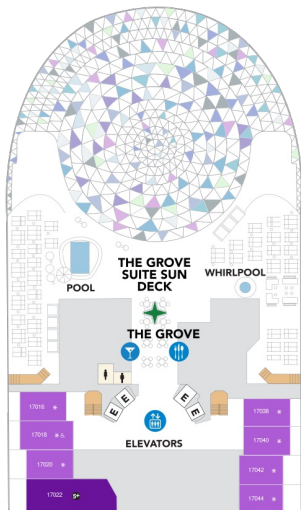 THE GROVE
SUITE SUN
DECK
WHIRLPOOL
POOL
THE GROVE
E E E E
ELEVATORS
17016
17038
17018
17040
17020
17042
17022
17044